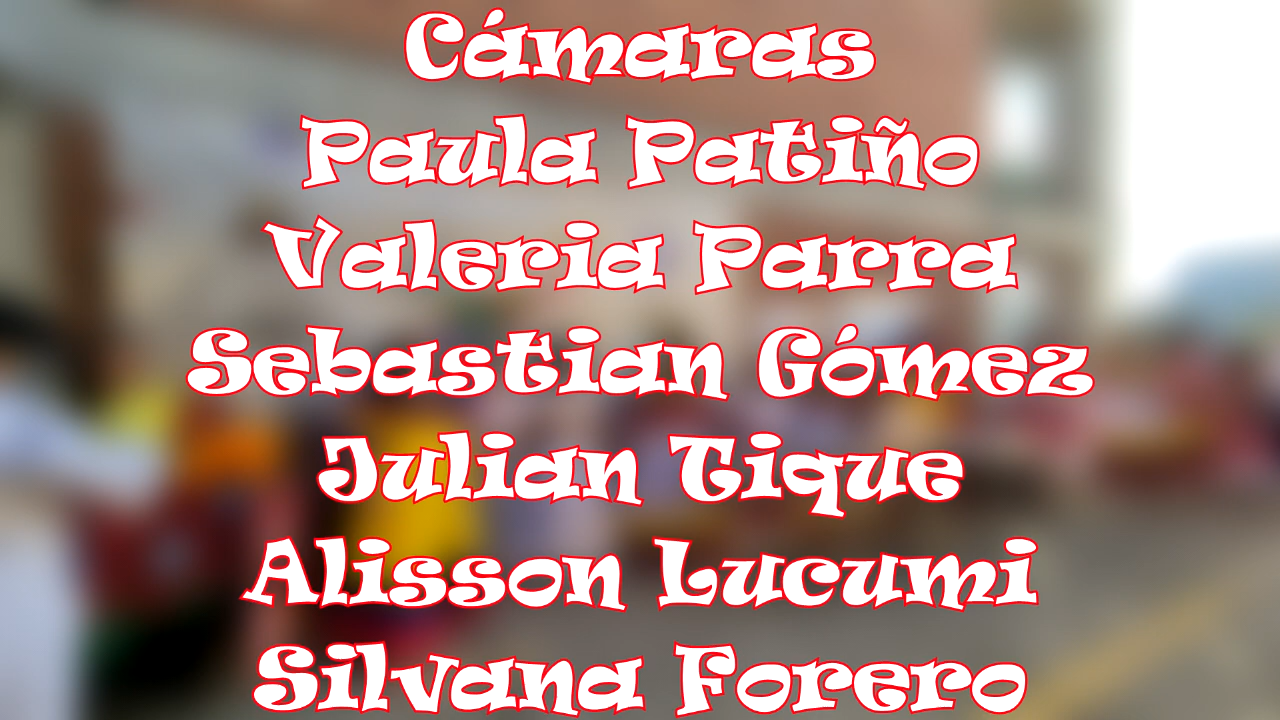 Cámaras
Paula Patiño
Valeria Parra
Sebastian Gómez
Julian Tique
Alisson Lucumi
Silvana Forero